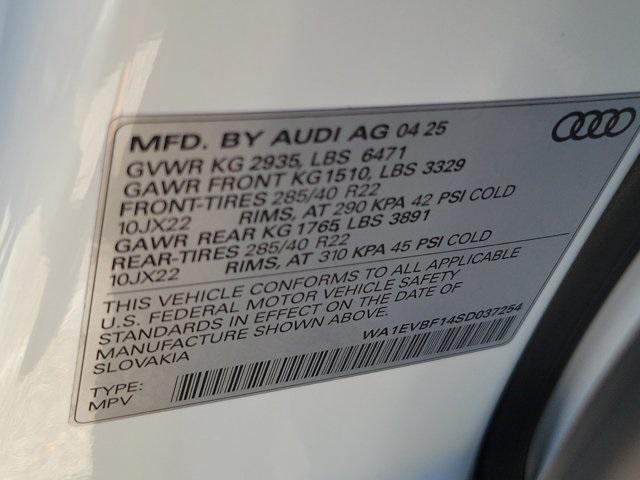 MFD. BY AUDI AG 04 25
GVWR KG 2935, LBS 6471
GAWR FRONT KG 1510, LBS 3329
FRONT-TIRES 285/40 R22
10JX22 RIMS, AT 290 KPA 42 PSI COLD
GAWR REAR KG 1765 LBS 3891
REAR-TIRES 285/40 R22
10JX22 RIMS, AT 310 KPA 45 PSI COLD
THIS VEHICLE CONFORMS TO ALL APPLICABLE
U.S. FEDERAL MOTOR VEHICLE SAFETY
STANDARDS IN EFFECT ON THE DATE OF
MANUFACTURE SHOWN ABOVE.
SLOVAKIA WA1EVBF14SD037254
TYPE:
MPV